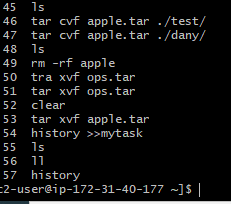 45 ls
46 tar cvf apple.tar ./test/
47 tar cvf apple.tar ./dany/
48 ls
49 rm -rf apple
50 tra xvf ops.tar
51 tar xvf ops.tar
52 clear
53 tar xvf apple.tar
54 history >>mytask
55 ls
56 ll
57 history
c2-user@ip-172-31-40-177 ~]$